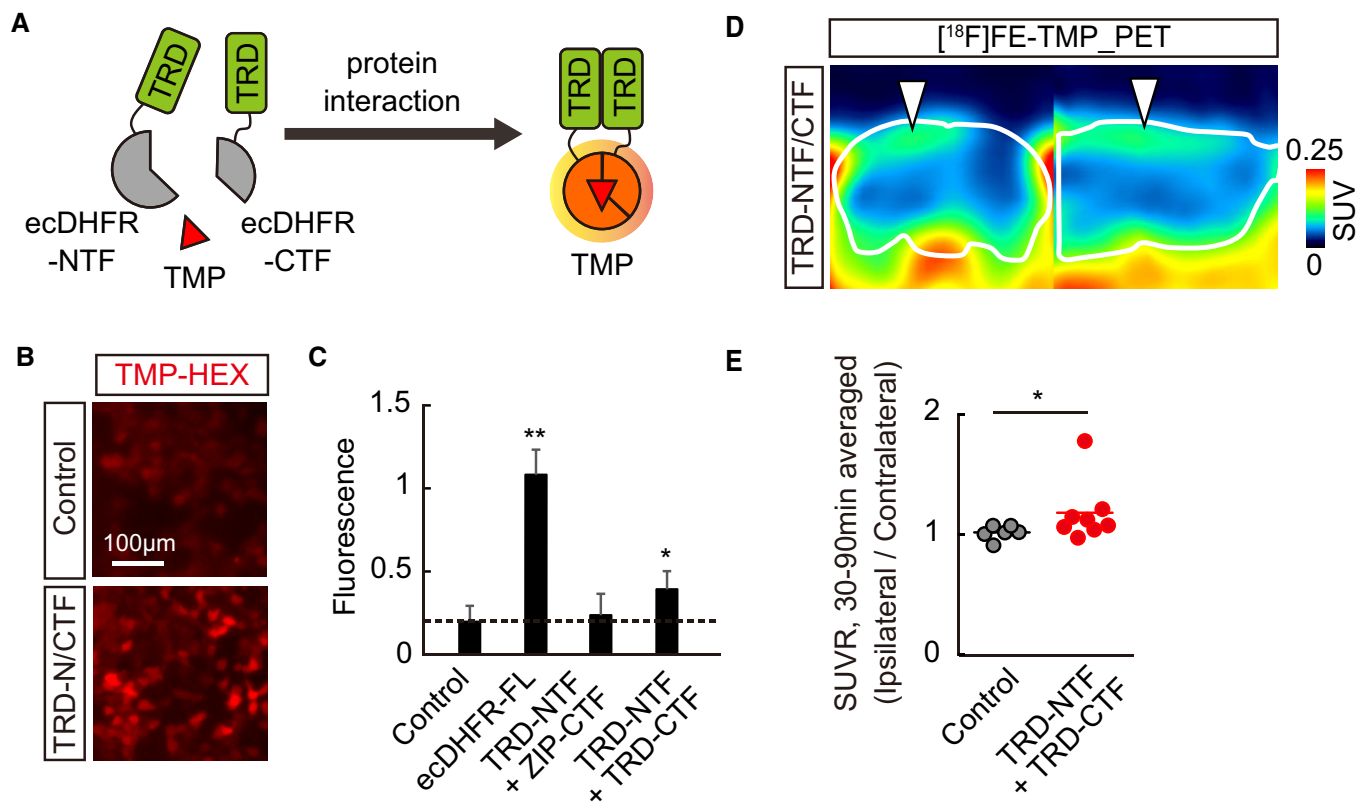 A
TRD
TRD
protein
interaction
TRD
TRD
ecDHFR
-NTF
TMP
ecDHFR
-CTF
TMP
B
TMP-HEX
Control
100µm
TRD-N/CTF
C
Fluorescence
1.5
1
0.5
0
**
*
Control
ecDHFR-FL
TRD-NTF
+ ZIP-CTF
TRD-NTF
+ TRD-CTF
D
[¹⁸F]FE-TMP_PET
TRD-NTF/CTF
0.25
SUV
0
E
SUVR, 30-90min averaged
(Ipsilateral / Contralateral)
2
1
0
*
Control
TRD-NTF
+ TRD-CTF